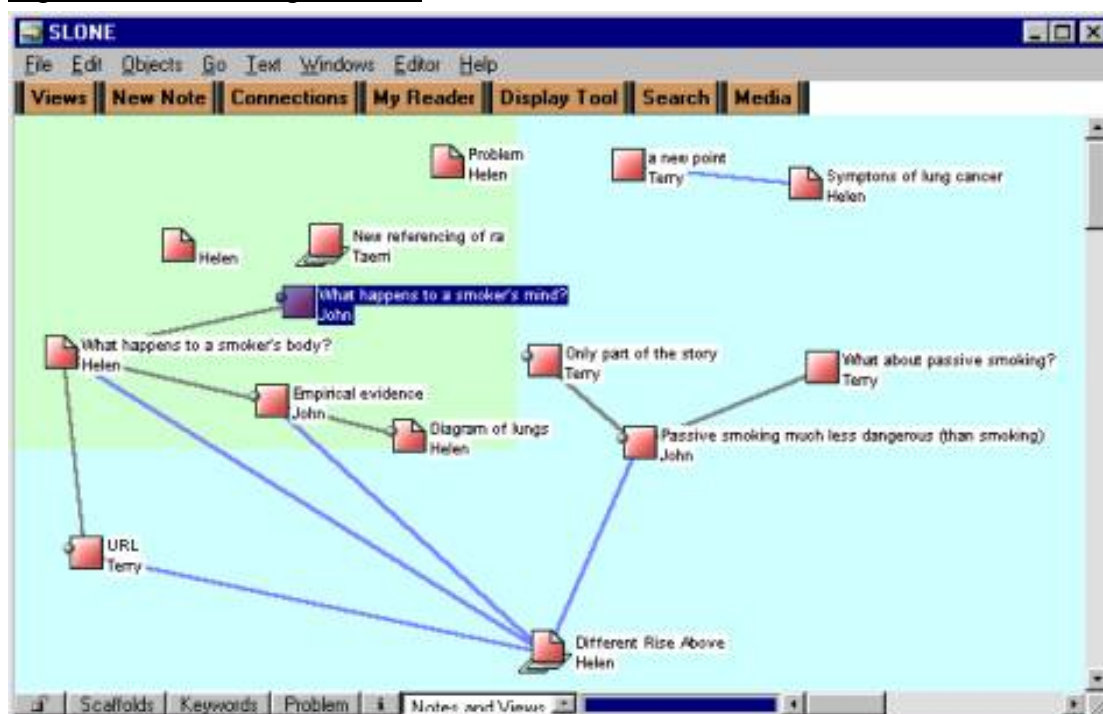 SLONE
File Edit Objects Go Text Windows Editor Help
Views New Note Connections My Reader Display Tool Search Media
Problem
Helen
a new point
Terry
Symptons of lung cancer
Helen
Helen
New referencing of ra
Taemi
What happens to a smoker's mind?
John
What happens to a smoker's body?
Helen
Only part of the story
Terry
What about passive smoking?
Terry
Empirical evidence
John
Diagram of lungs
Helen
Passive smoking much less dangerous (than smoking)
John
URL
Terry
Different Rise Above
Helen
Scaffolds Keywords Problem i Notes and Views